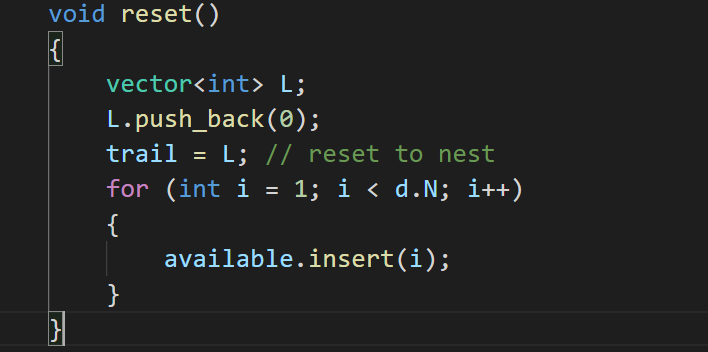 void reset()
{
    vector<int> L;
    L.push_back(0);
    trail = L; // reset to nest
    for (int i = 1; i < d.N; i++)
    {
        available.insert(i);
    }
}